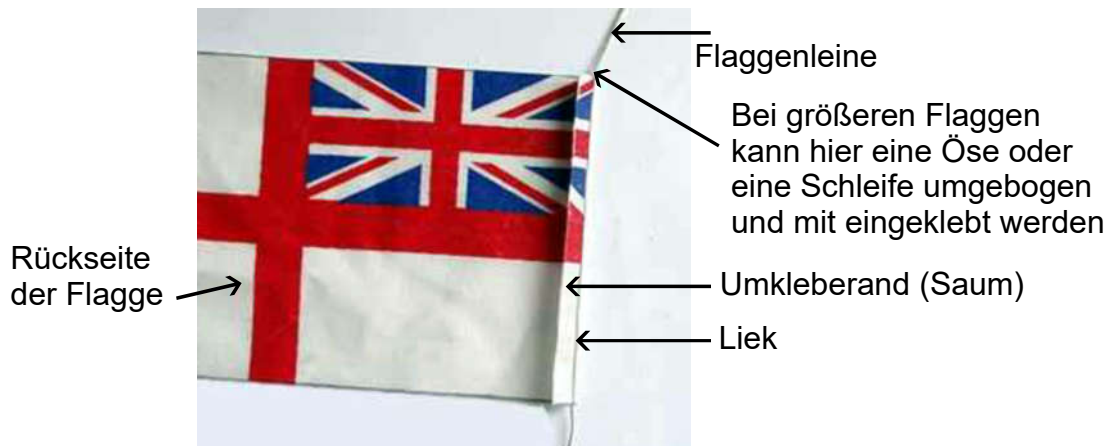 Flaggenleine
Bei größeren Flaggen
kann hier eine Öse oder
eine Schleife umgebogen
und mit eingeklebt werden
Rückseite
der Flagge
Umkleberand (Saum)
Liek